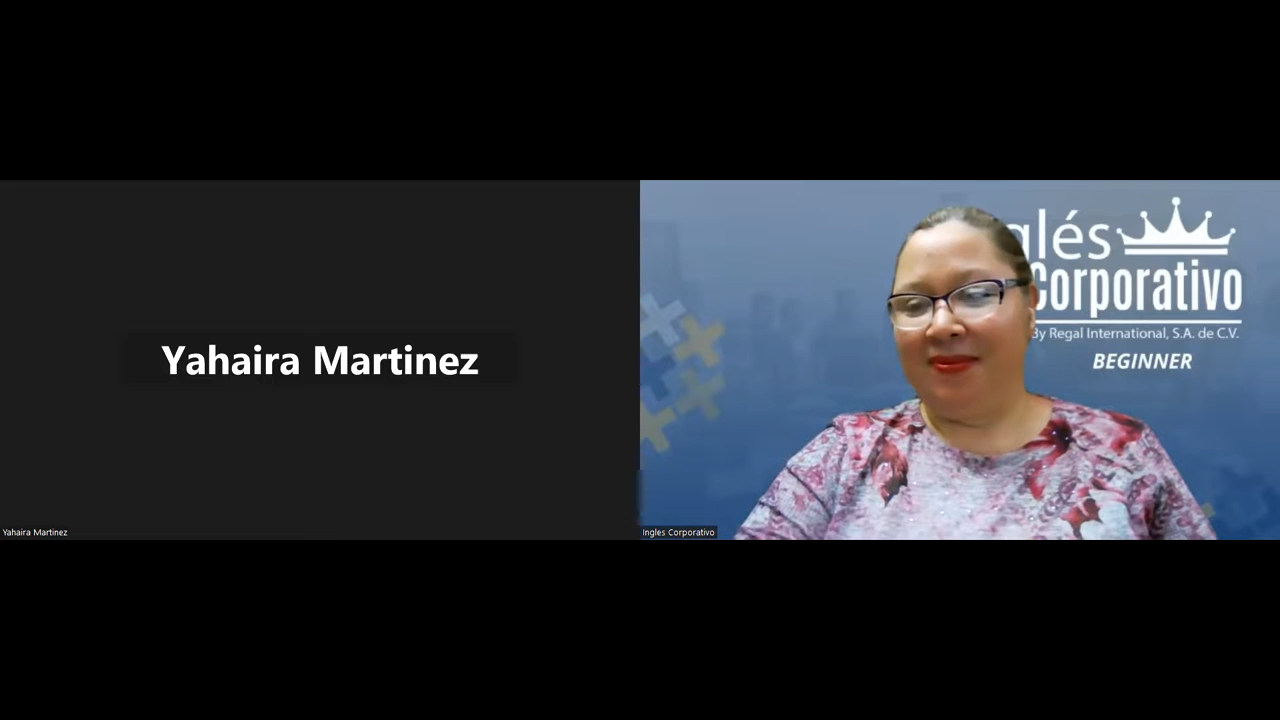 Yahaira Martinez
Yahaira Martinez
glés
Corporativo
By Regal International, S.A. de C.V.
BEGINNER
Ingles Corporativo